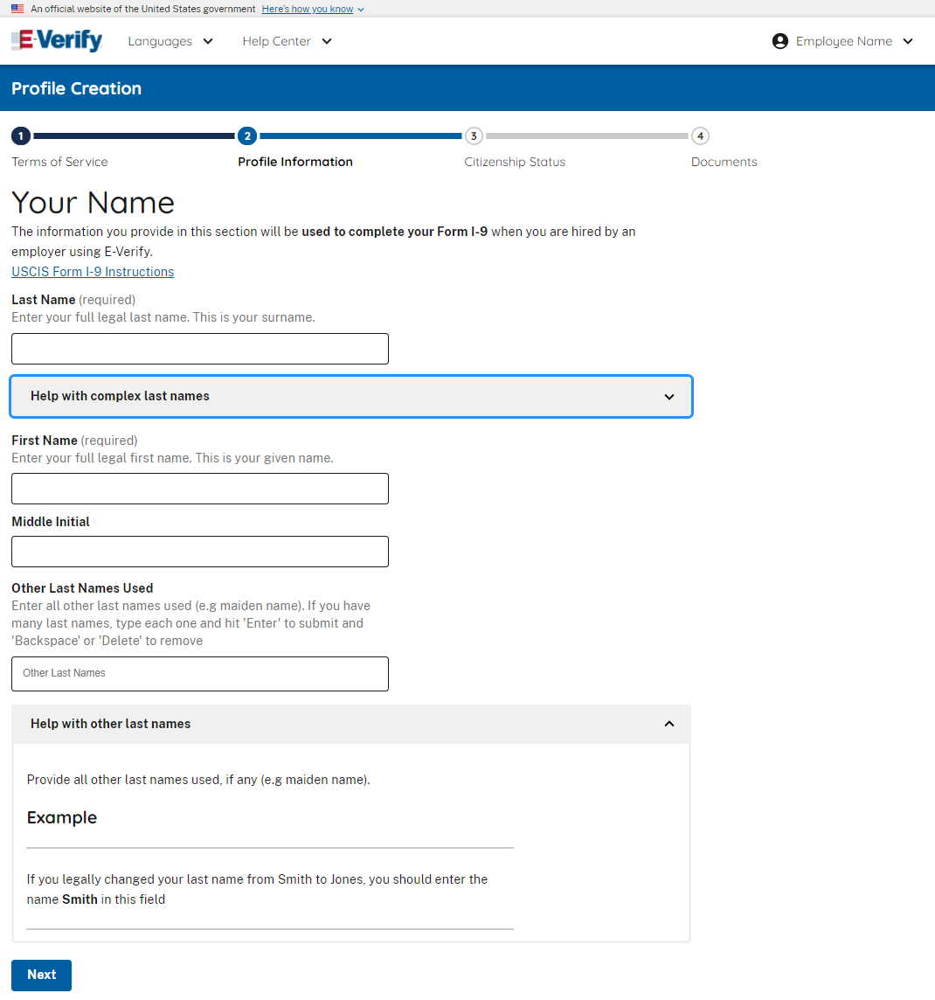 An official website of the United States government Here's how you know
E-Verify Languages Help Center Employee Name
Profile Creation
1 2 3 4
Terms of Service Profile Information Citizenship Status Documents
Your Name
The information you provide in this section will be used to complete your Form I-9 when you are hired by an
employer using E-Verify.
USCIS Form I-9 Instructions
Last Name (required)
Enter your full legal last name. This is your surname.
Help with complex last names
First Name (required)
Enter your full legal first name. This is your given name.
Middle Initial
Other Last Names Used
Enter all other last names used (e.g maiden name). If you have
many last names, type each one and hit 'Enter' to submit and
'Backspace' or 'Delete' to remove
Other Last Names
Help with other last names
Provide all other last names used, if any (e.g maiden name).
Example
If you legally changed your last name from Smith to Jones, you should enter the
name Smith in this field
Next